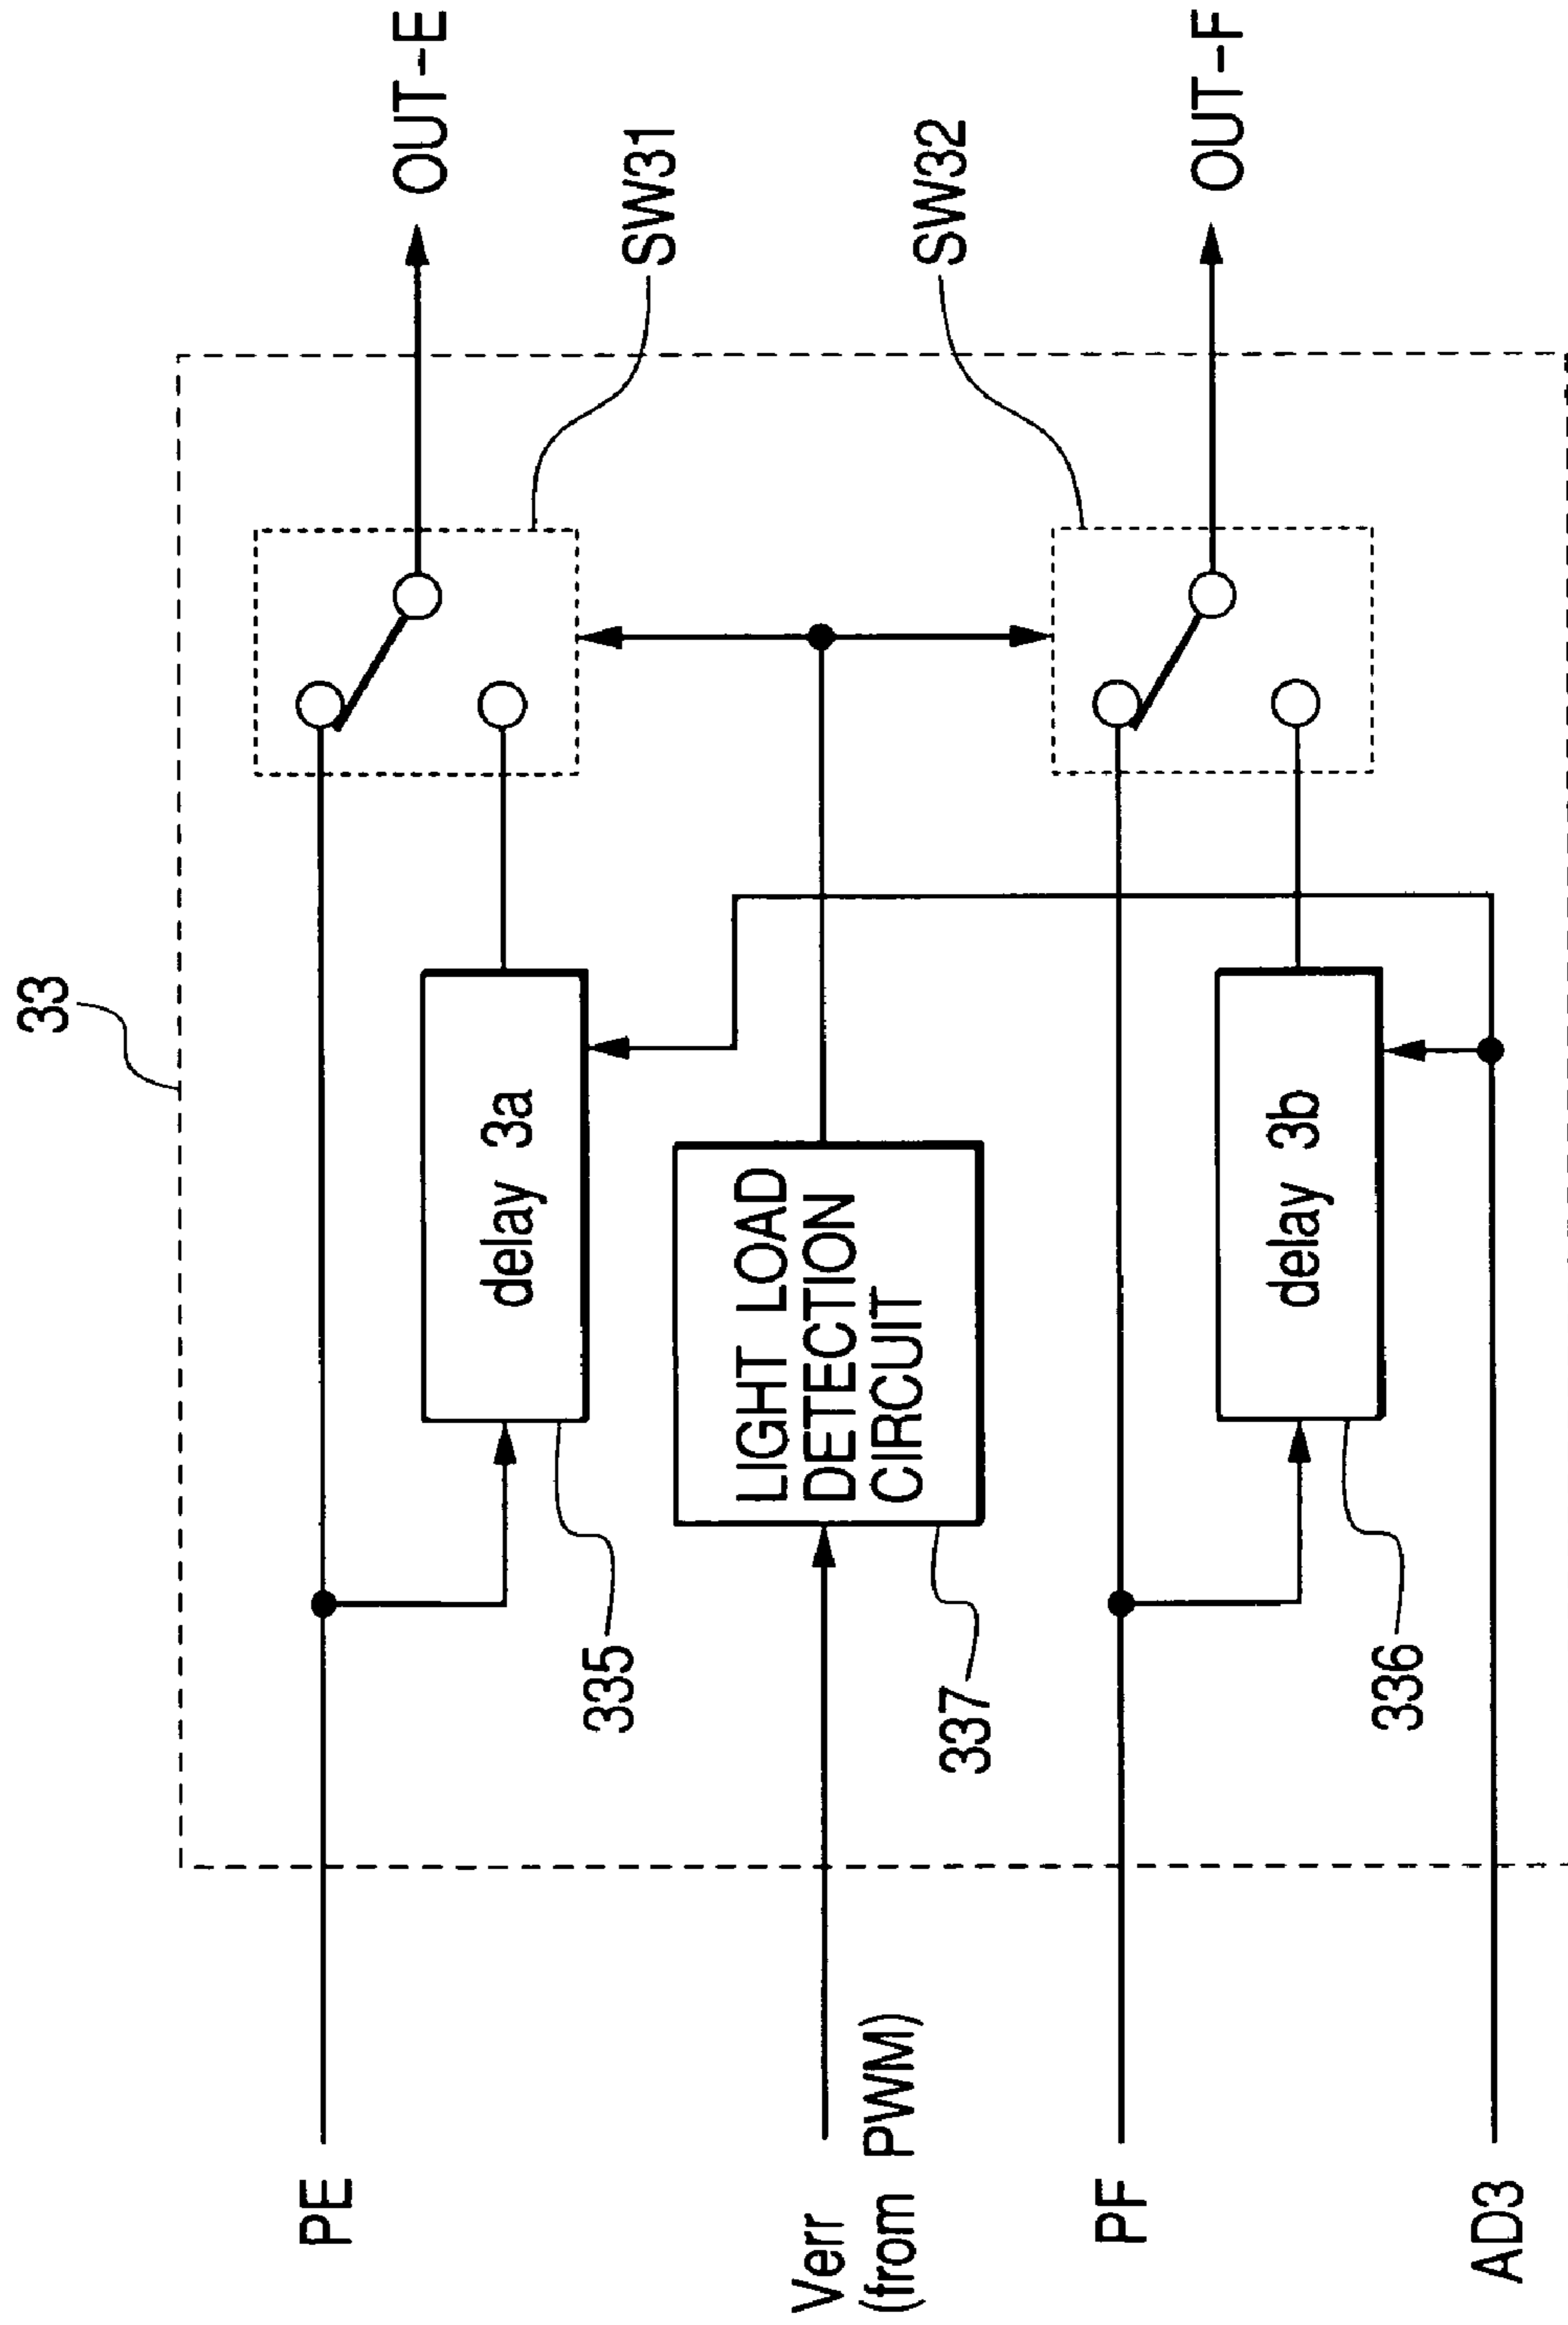 33
PE
OUT-E
delay 3a
335
SW31
Verr
(from PWM)
LIGHT LOAD
DETECTION
CIRCUIT
337
SW32
PF
OUT-F
delay 3b
336
AD3